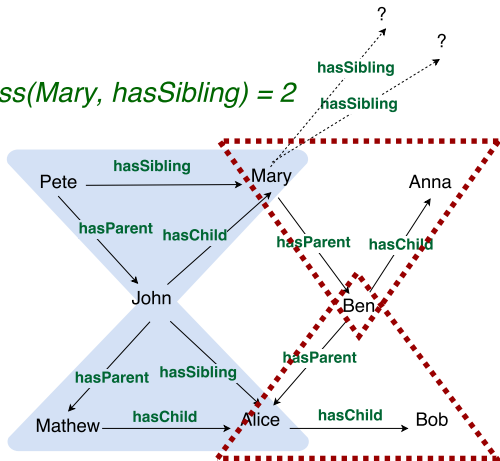 ?
?
hasSibling
hasSibling
ss(Mary, hasSibling) = 2
hasSibling
Pete
Mary
Anna
hasParent
hasChild
hasParent
hasChild
John
Ben
hasParent
hasSibling
hasParent
Mathew
hasChild
Alice
hasChild
Bob